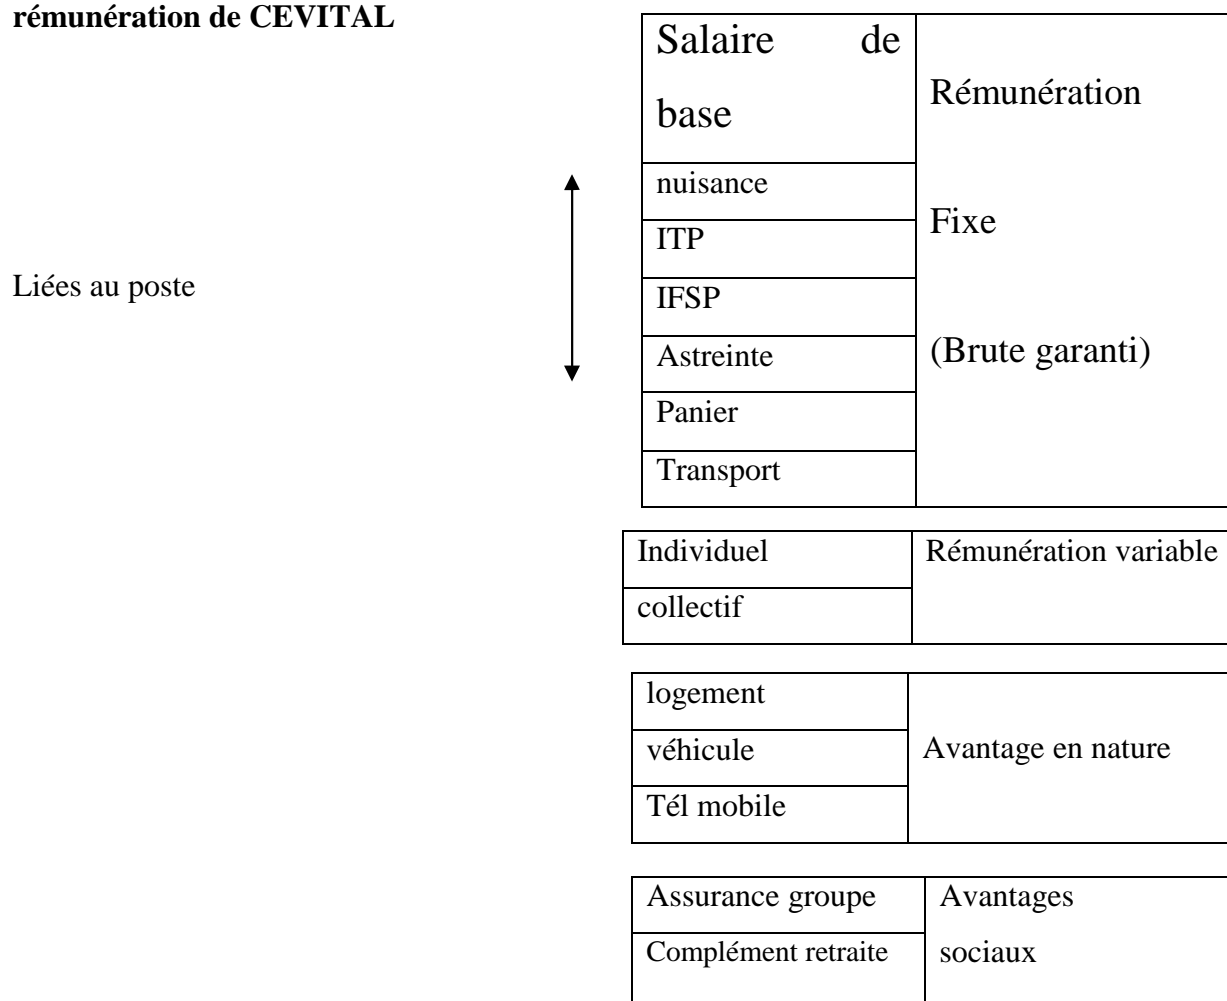 rémunération de CEVITAL
Salaire de
base
Rémunération
Fixe
(Brute garanti)
nuisance
ITP
IFSP
Astreinte
Panier
Transport
Liées au poste
Individuel
collectif
Rémunération variable
logement
véhicule
Tél mobile
Avantage en nature
Assurance groupe
Complément retraite
Avantages
sociaux